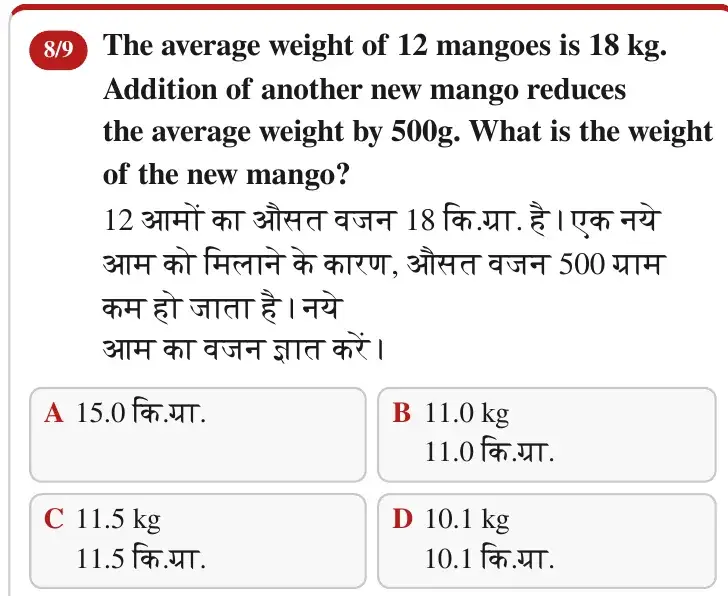 8/9 The average weight of 12 mangoes is 18 kg.
Addition of another new mango reduces
the average weight by 500g. What is the weight
of the new mango?
12 आमों का औसत वजन 18 कि.ग्रा. है। एक नये
आम को मिलाने के कारण, औसत वजन 500 ग्राम
कम हो जाता है। नये
आम का वजन ज्ञात करें।
A 15.0 कि.ग्रा.
B 11.0 kg
11.0 कि.ग्रा.
C 11.5 kg
11.5 कि.ग्रा.
D 10.1 kg
10.1 कि.ग्रा.